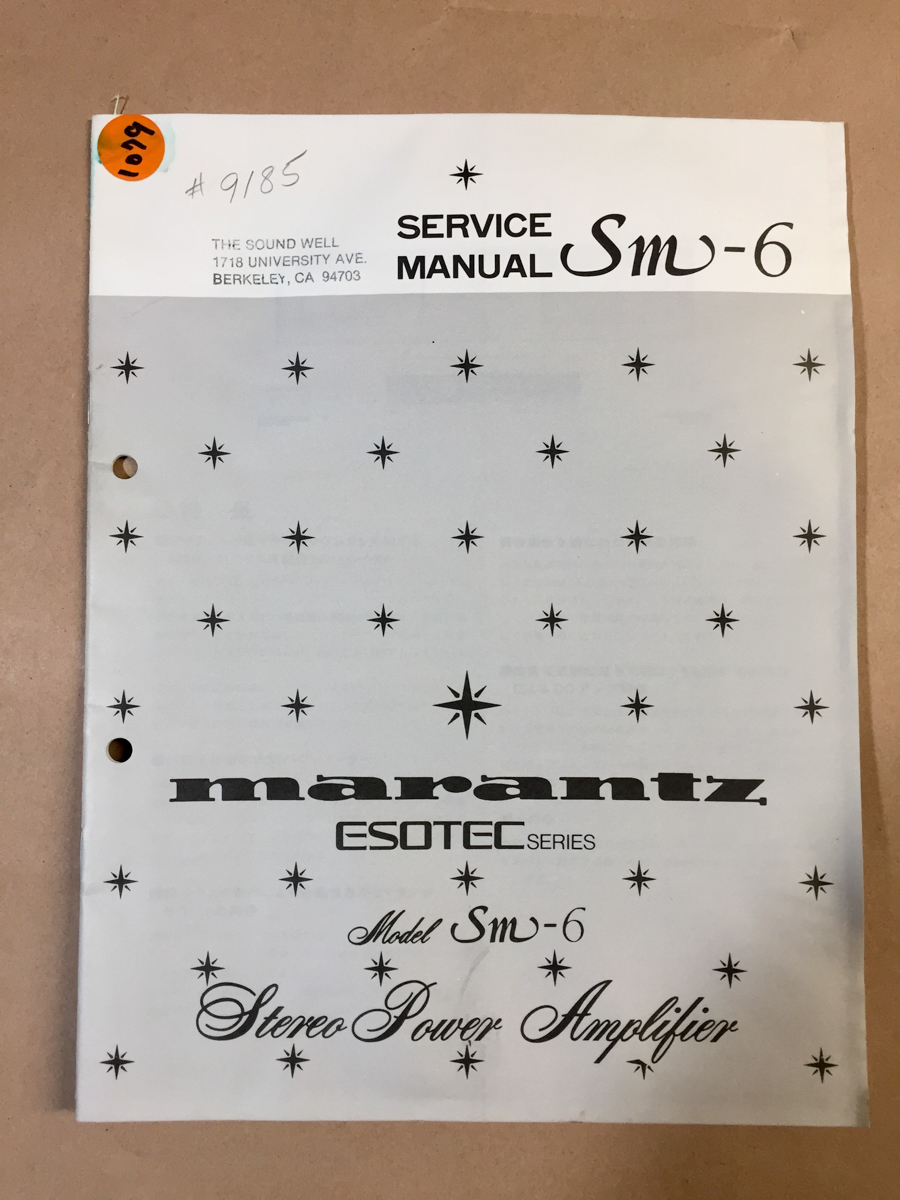 1079
# 9185
THE SOUND WELL
1718 UNIVERSITY AVE.
BERKELEY, CA 94703
SERVICE
MANUAL Sm-6
marantz
ESOTEC SERIES
Model Sm-6
Stereo Power Amplifier